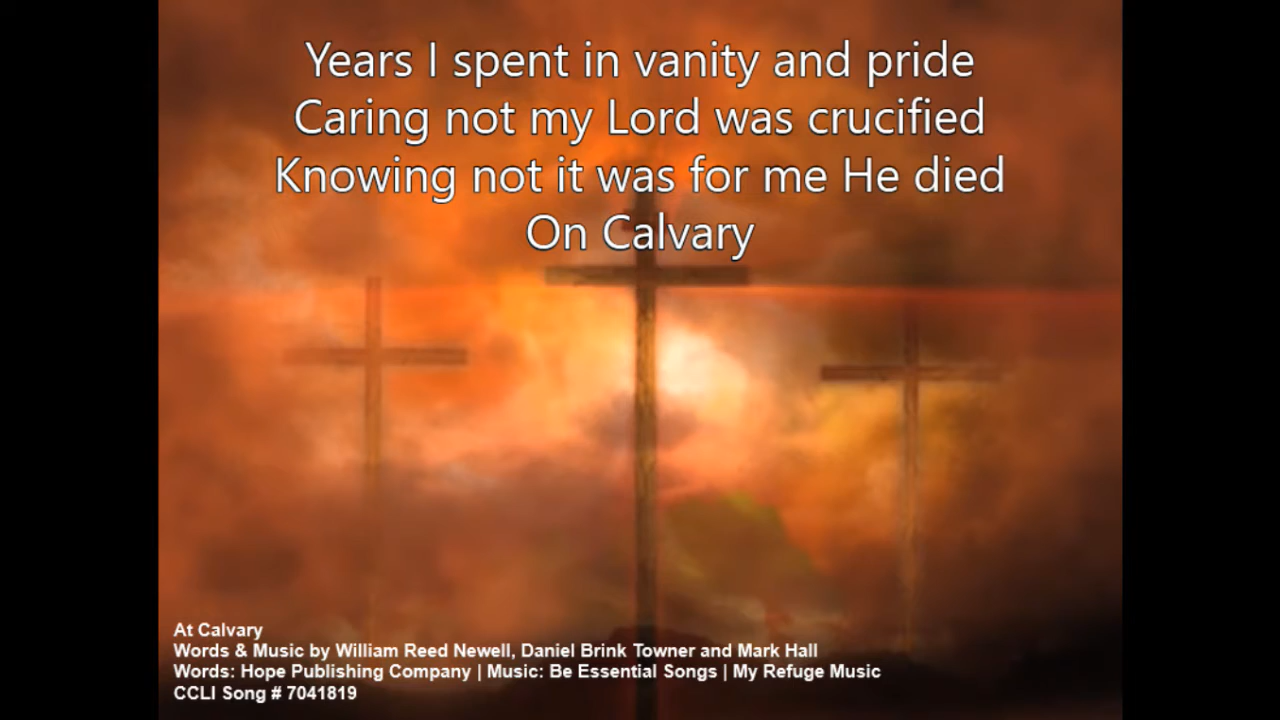 Years I spent in vanity and pride
Caring not my Lord was crucified
Knowing not it was for me He died
On Calvary
At Calvary
Words & Music by William Reed Newell, Daniel Brink Towner and Mark Hall
Words: Hope Publishing Company | Music: Be Essential Songs | My Refuge Music
CCLI Song # 7041819